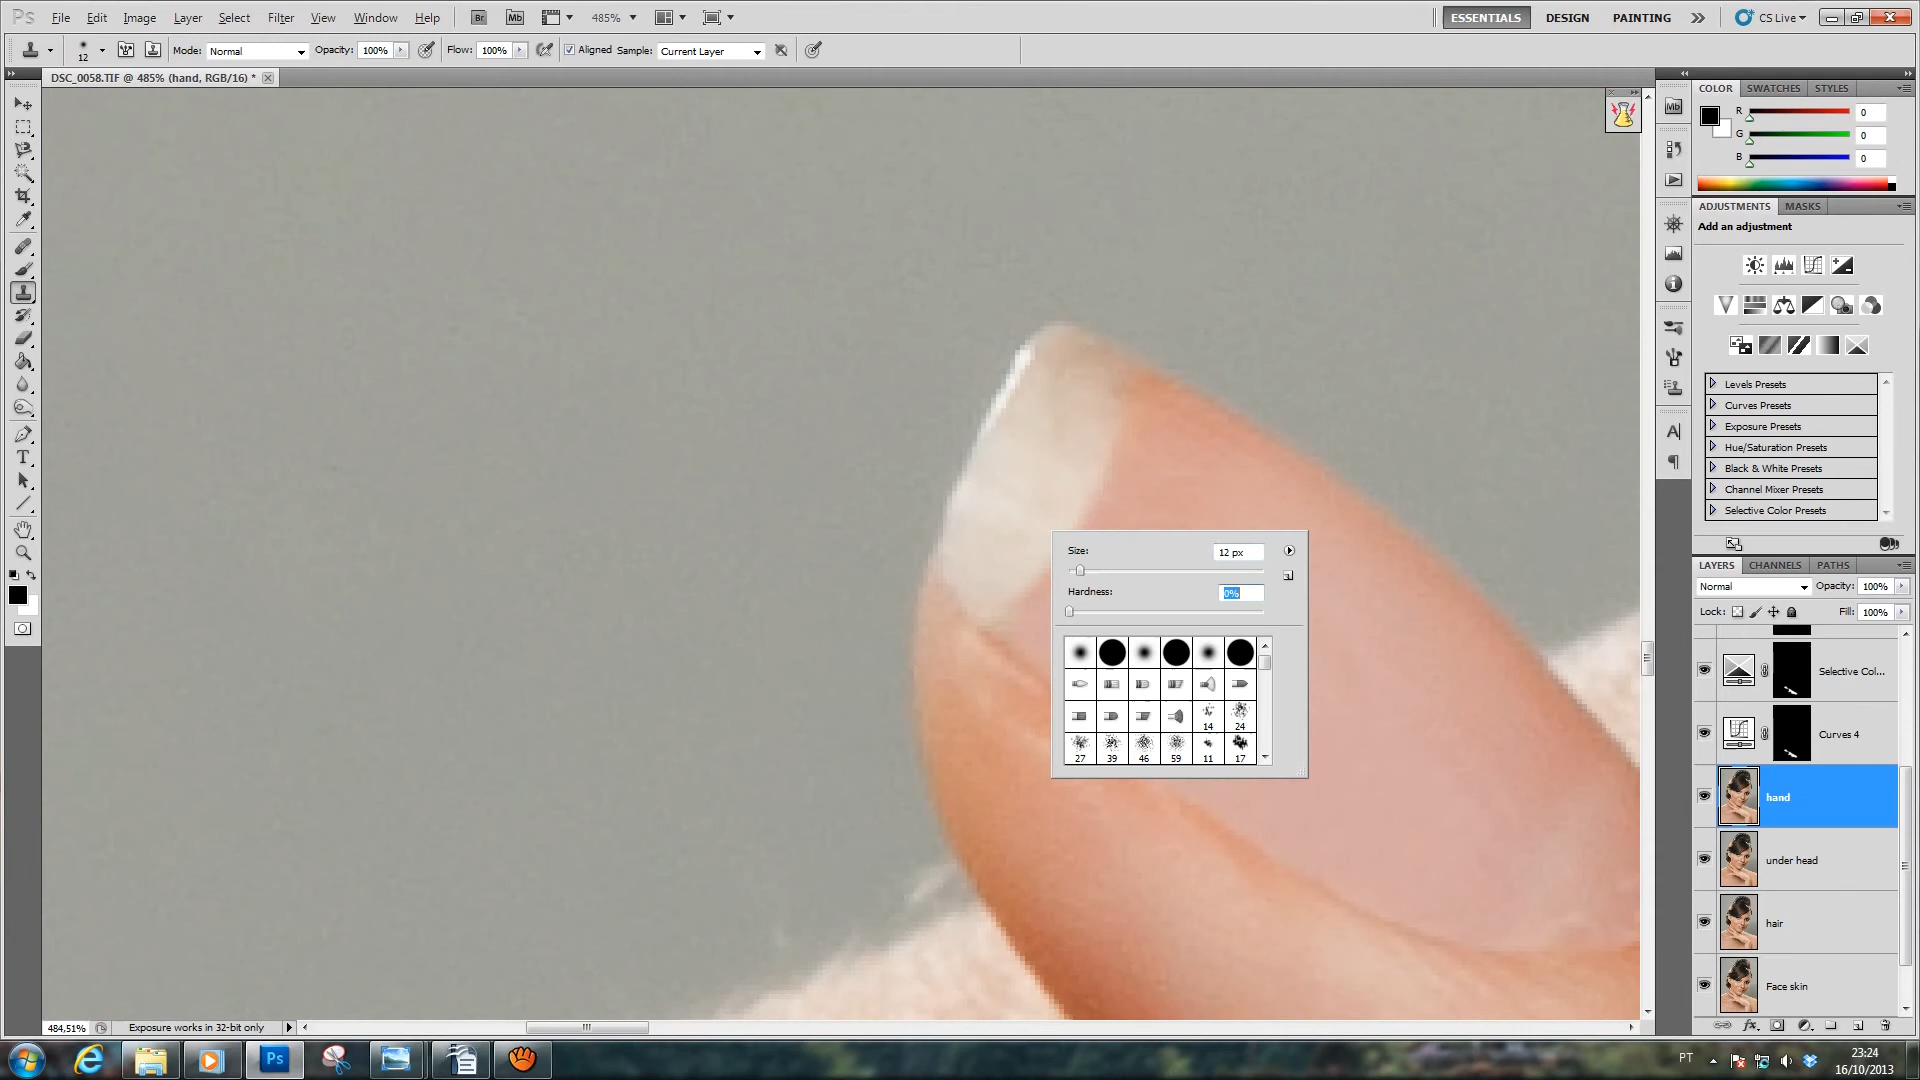 Ps File Edit Image Layer Select Filter View Window Help Br Mb 485% ESSENTIALS DESIGN PAINTING CS Live
12 Mode: Normal Opacity: 100% Flow: 100% Aligned Sample: Current Layer
DSC_0058.TIF @ 485% (hand, RGB/16) *
COLOR SWATCHES STYLES
Mb
R 0
G 0
B 0
ADJUSTMENTS MASKS
Add an adjustment
Levels Presets
Curves Presets
Exposure Presets
Hue/Saturation Presets
Black & White Presets
Channel Mixer Presets
Selective Color Presets
Size: 12 px
Hardness: 0%
14 24
27 39 46 59 11 17
LAYERS CHANNELS PATHS
Normal Opacity: 100%
Lock: Fill: 100%
Selective Col...
Curves 4
hand
under head
hair
Face skin
484,51% Exposure works in 32-bit only
Ps PT 23:24
16/10/2013